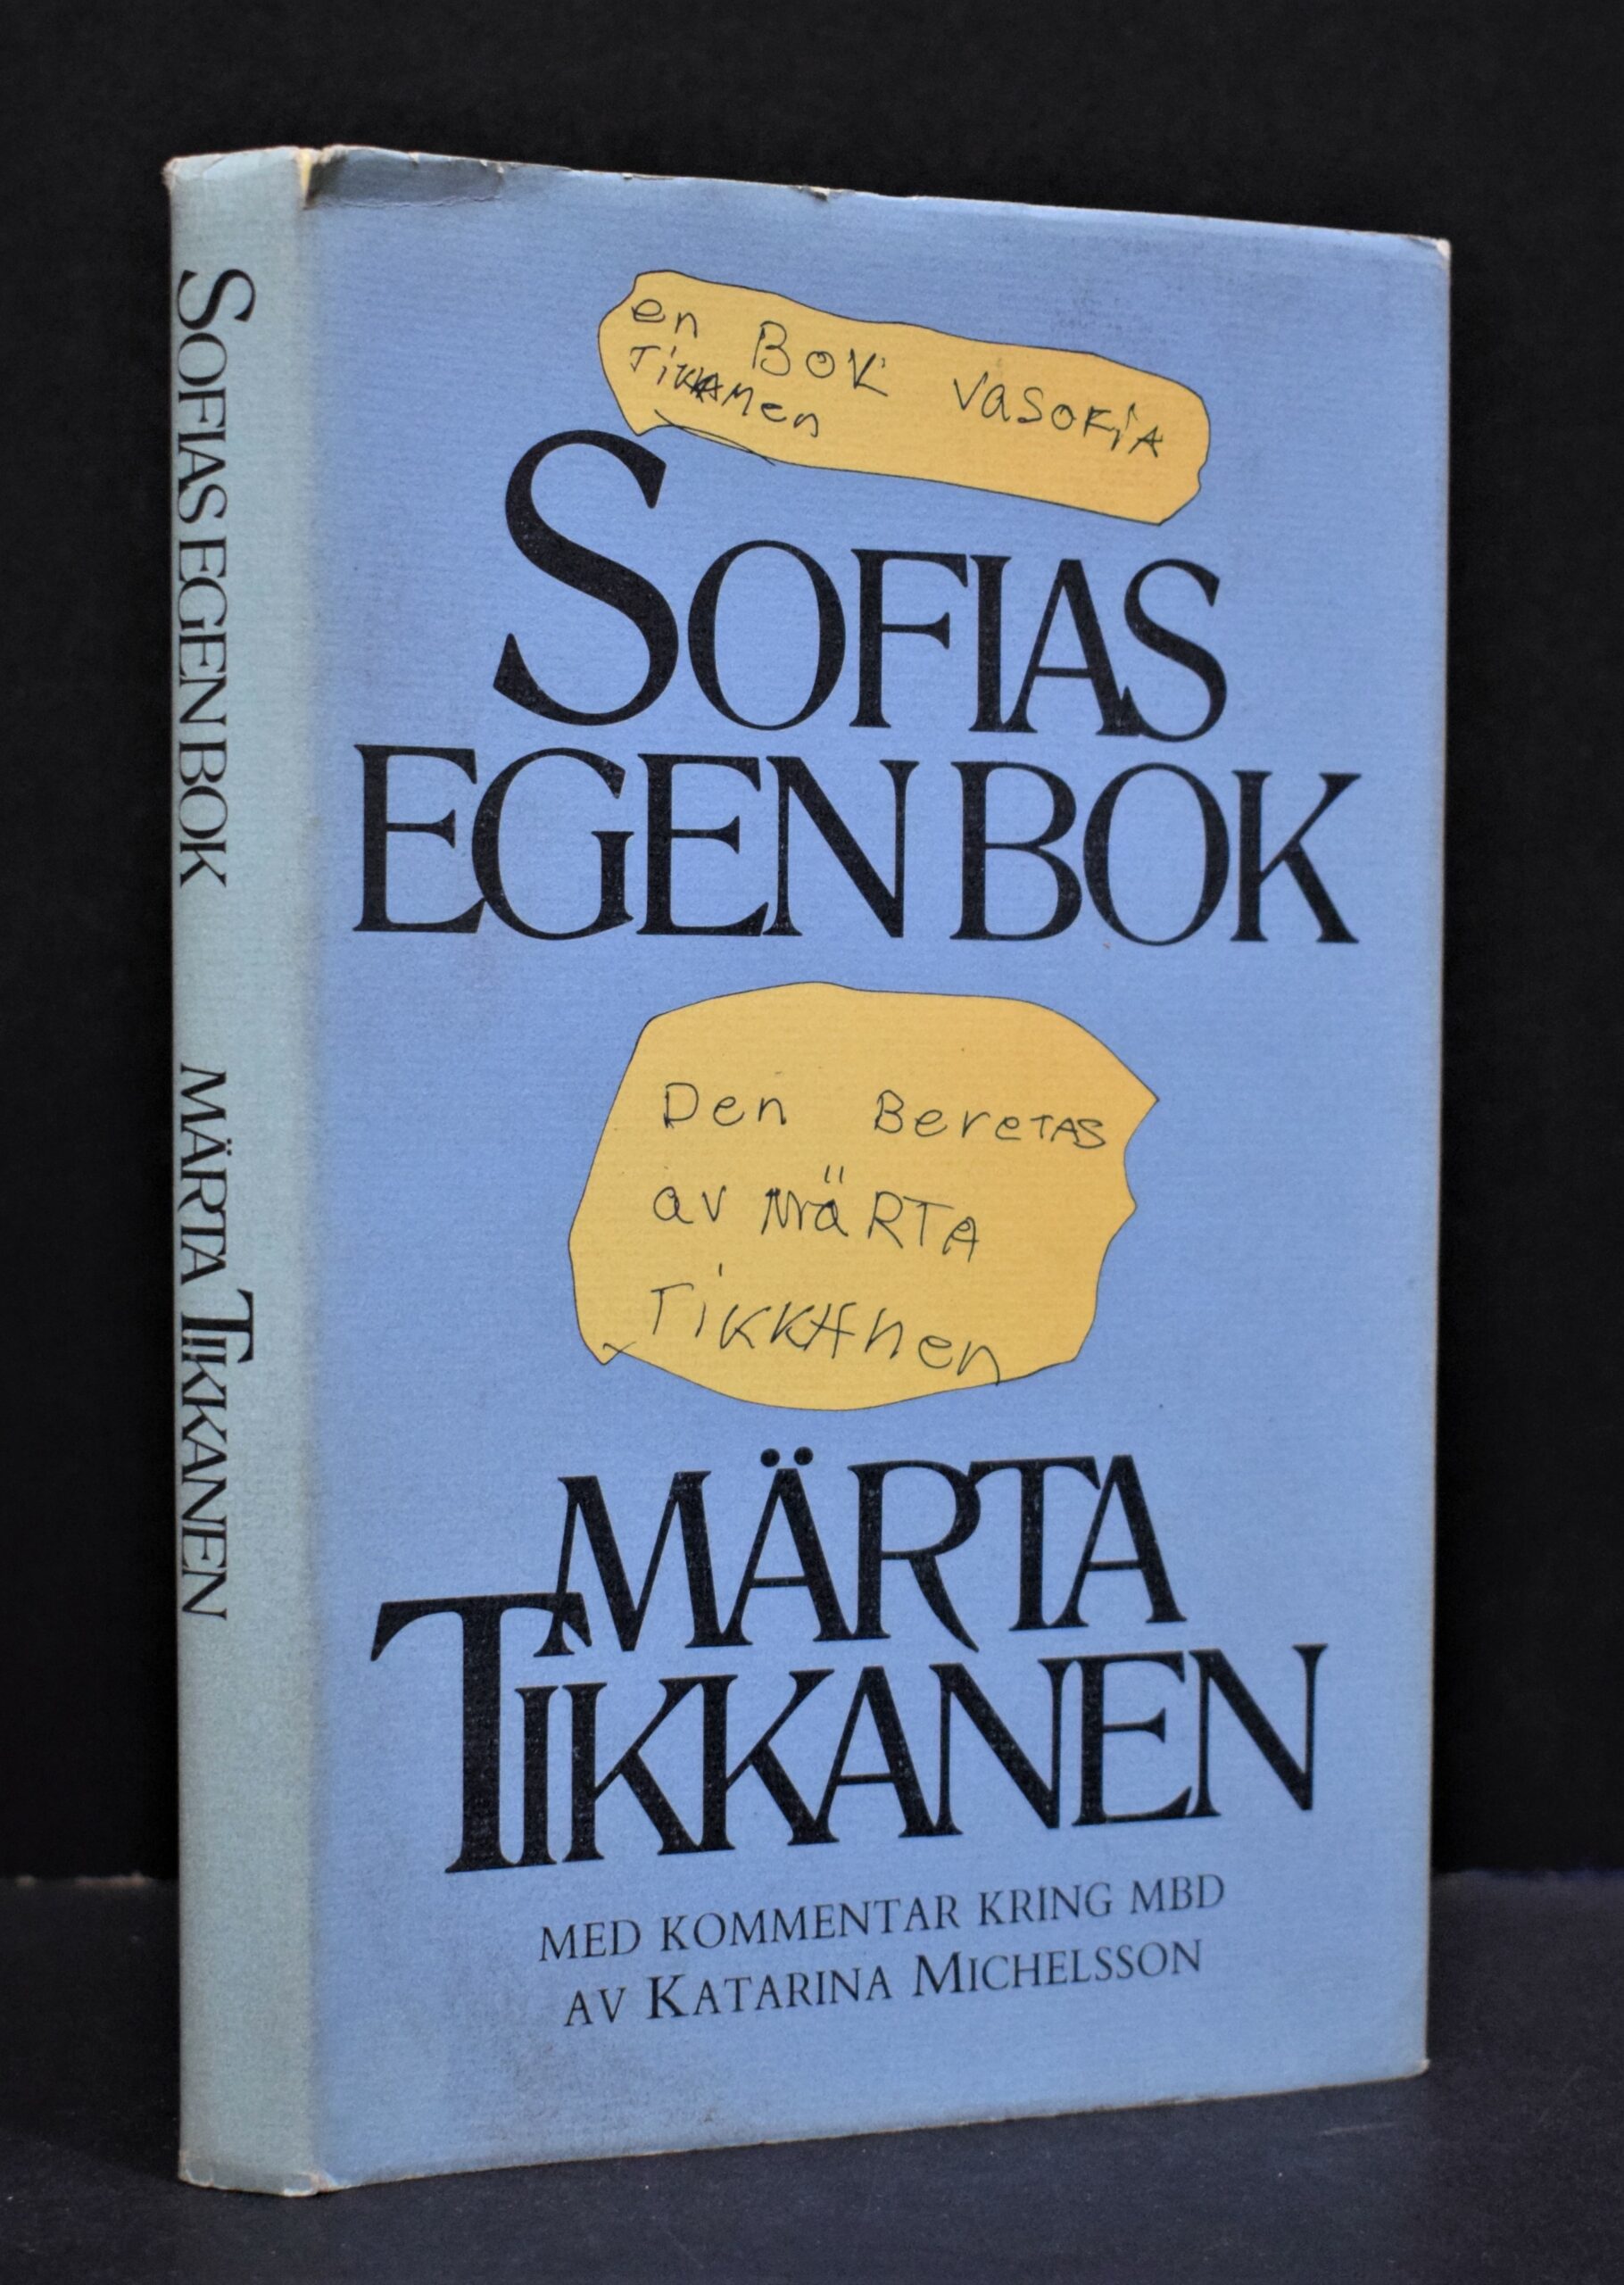 SOFIAS EGEN BOK MÄRTA TIKKANEN
en BOK VASOFiA
TiKKANen
SOFIAS
EGEN BOK
Den BereTAS
av MäRTA
TiKKAnen
MÄRTA
TIKKANEN
MED KOMMENTAR KRING MBD
AV KATARINA MICHELSSON